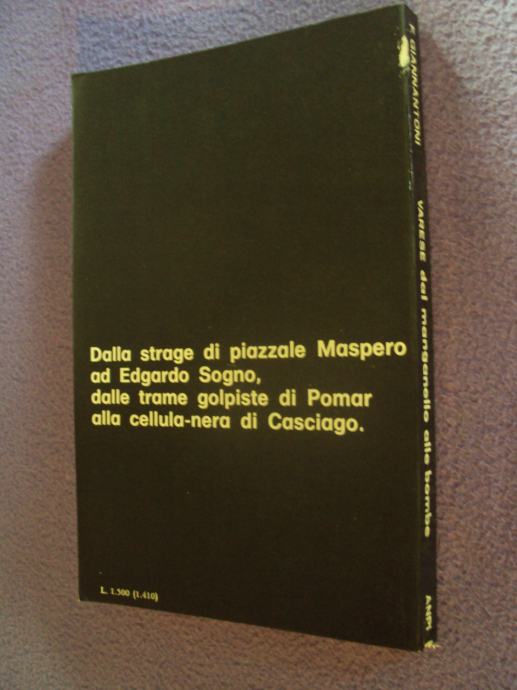 Dalla strage di piazzale Maspero
ad Edgardo Sogno,
dalle trame golpiste di Pomar
alla cellula-nera di Casciago.
L. 1.500 (1.410)
F. GIANNANTONI VARESE dal manganello alle bombe ANPI